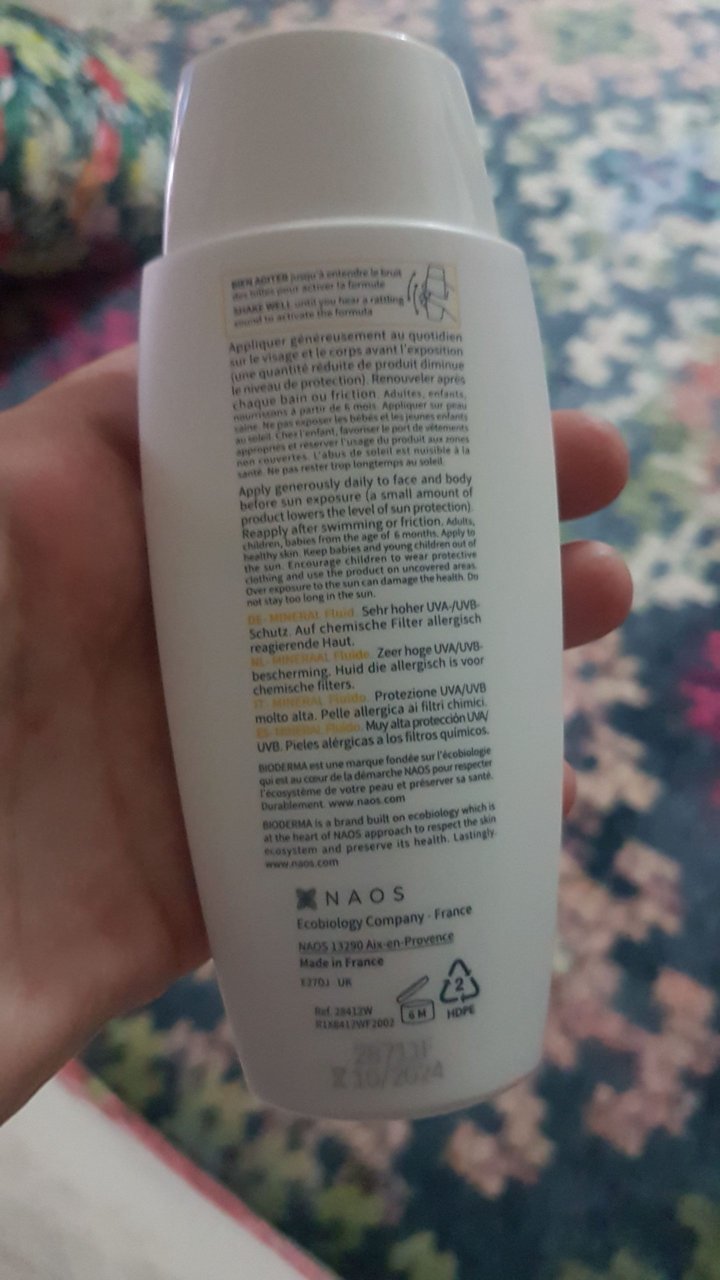 BIEN AGITER jusqu'à entendre le bruit
des billes pour activer la formule
SHAKE WELL until you hear a rattling
sound to activate the formula
Appliquer généreusement au quotidien
sur le visage et le corps avant l'exposition
(une quantité réduite de produit diminue
le niveau de protection). Renouveler après
chaque bain ou friction. Adultes, enfants,
nourrissons à partir de 6 mois. Appliquer sur peau
saine. Ne pas exposer les bébés et les jeunes enfants
au soleil. Chez l'enfant, favoriser le port de vêtements
appropriés et réserver l'usage du produit aux zones
non couvertes. L'abus de soleil est nuisible à la
santé. Ne pas rester trop longtemps au soleil.
Apply generously daily to face and body
before sun exposure (a small amount of
product lowers the level of sun protection).
Reapply after swimming or friction. Adults,
children, babies from the age of 6 months. Apply to
healthy skin. Keep babies and young children out of
the sun. Encourage children to wear protective
clothing and use the product on uncovered areas.
Over exposure to the sun can damage the health. Do
not stay too long in the sun.
DE- MINERAL Fluid. Sehr hoher UVA-/UVB-
Schutz. Auf chemische Filter allergisch
reagierende Haut.
NL- MINERAAL Fluide. Zeer hoge UVA/UVB-
bescherming. Huid die allergisch is voor
chemische filters.
IT- MINERAL Fluido. Protezione UVA/UVB
molto alta. Pelle allergica ai filtri chimici.
ES- MINERAL Fluido. Muy alta protección UVA/
UVB. Pieles alérgicas a los filtros químicos.
BIODERMA est une marque fondée sur l'écobiologie
qui est au cœur de la démarche NAOS pour respecter
l'écosystème de votre peau et préserver sa santé.
Durablement. www.naos.com
BIODERMA is a brand built on ecobiology which is
at the heart of NAOS approach to respect the skin
ecosystem and preserve its health. Lastingly.
www.naos.com
NAOS
Ecobiology Company - France
NAOS 13290 Aix-en-Provence
Made in France
E270J UK
Ref. 28412W
6 M
2
HDPE
10/2024